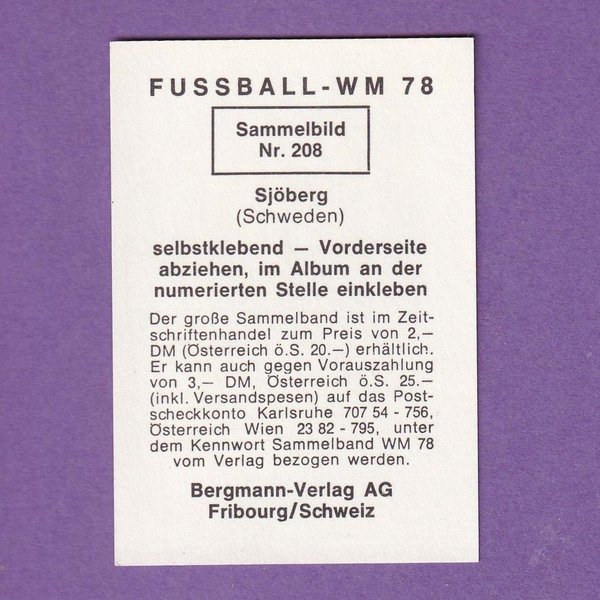 FUSSBALL-WM 78
Sammelbild
Nr. 208
Sjöberg
(Schweden)
selbstklebend — Vorderseite
abziehen, im Album an der
numerierten Stelle einkleben
Der große Sammelband ist im Zeit-
schriftenhandel zum Preis von 2,—
DM (Österreich ö.S. 20.—) erhältlich.
Er kann auch gegen Vorauszahlung
von 3,— DM, Österreich ö.S. 25.—
(inkl. Versandspesen) auf das Post-
scheckkonto Karlsruhe 707 54 - 756,
Österreich Wien 23 82 - 795, unter
dem Kennwort Sammelband WM 78
vom Verlag bezogen werden.
Bergmann-Verlag AG
Fribourg/Schweiz